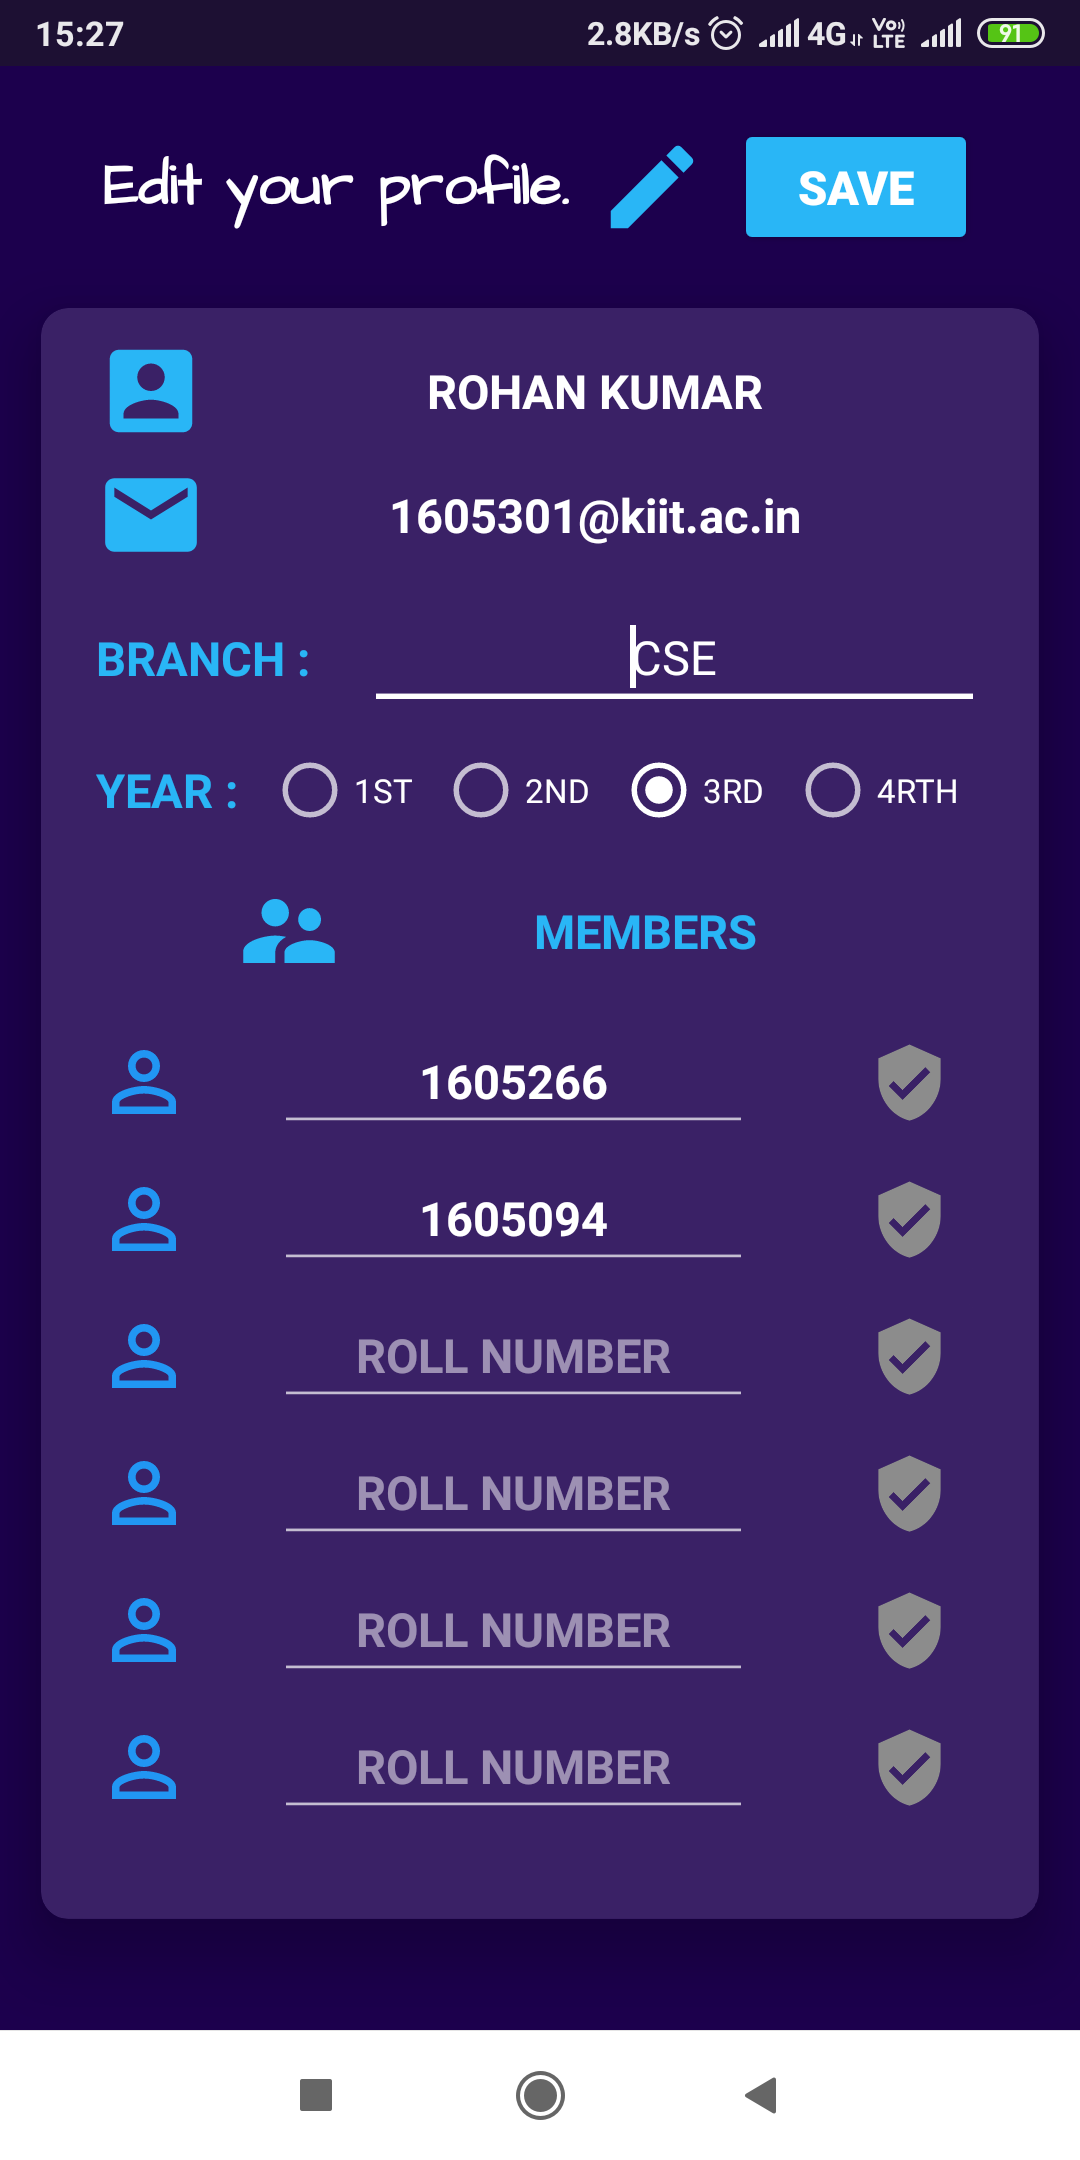 15:27 2.8KB/s 4G Vo)) LTE 91
Edit your profile. SAVE
ROHAN KUMAR
1605301@kiit.ac.in
BRANCH : CSE
YEAR : 1ST 2ND 3RD 4RTH
MEMBERS
1605266
1605094
ROLL NUMBER
ROLL NUMBER
ROLL NUMBER
ROLL NUMBER